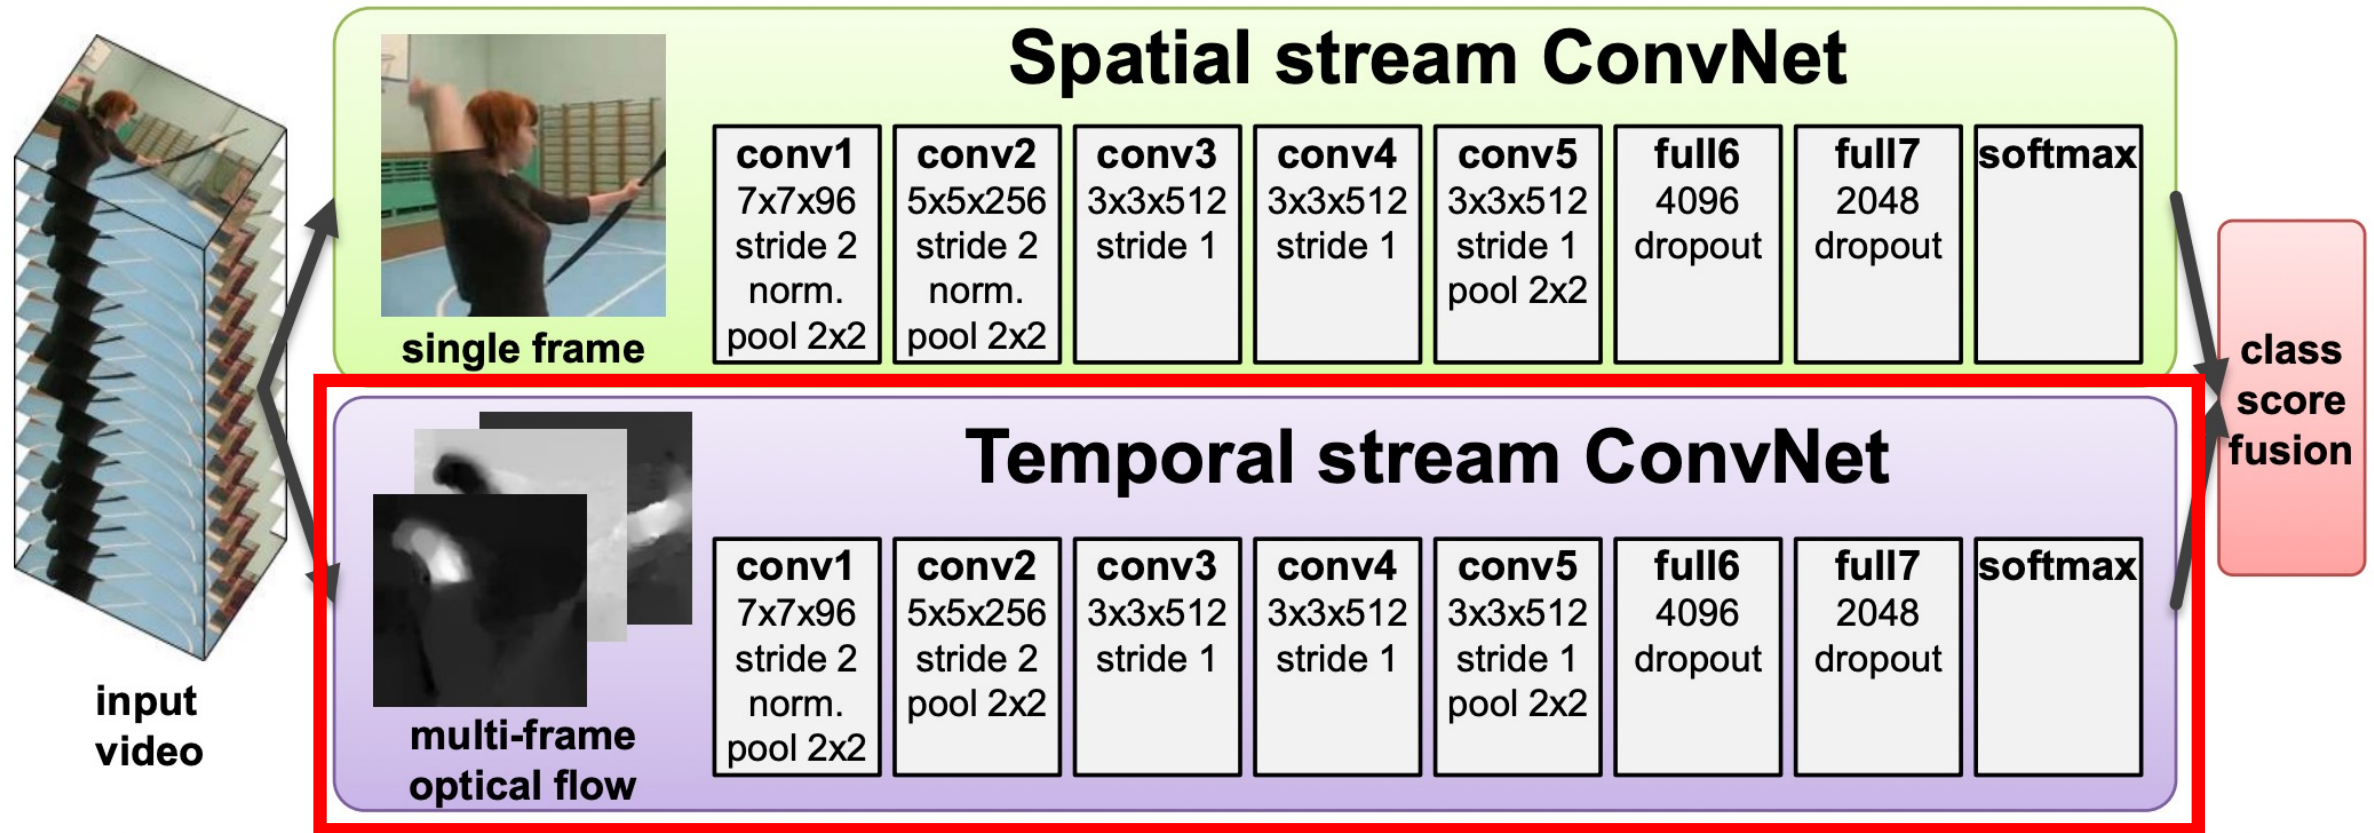 Spatial stream ConvNet
single frame
conv1
7x7x96
stride 2
norm.
pool 2x2
conv2
5x5x256
stride 2
norm.
pool 2x2
conv3
3x3x512
stride 1
conv4
3x3x512
stride 1
conv5
3x3x512
stride 1
pool 2x2
full6
4096
dropout
full7
2048
dropout
softmax
input
video
Temporal stream ConvNet
multi-frame
optical flow
conv1
7x7x96
stride 2
norm.
pool 2x2
conv2
5x5x256
stride 2
pool 2x2
conv3
3x3x512
stride 1
conv4
3x3x512
stride 1
conv5
3x3x512
stride 1
pool 2x2
full6
4096
dropout
full7
2048
dropout
softmax
class
score
fusion